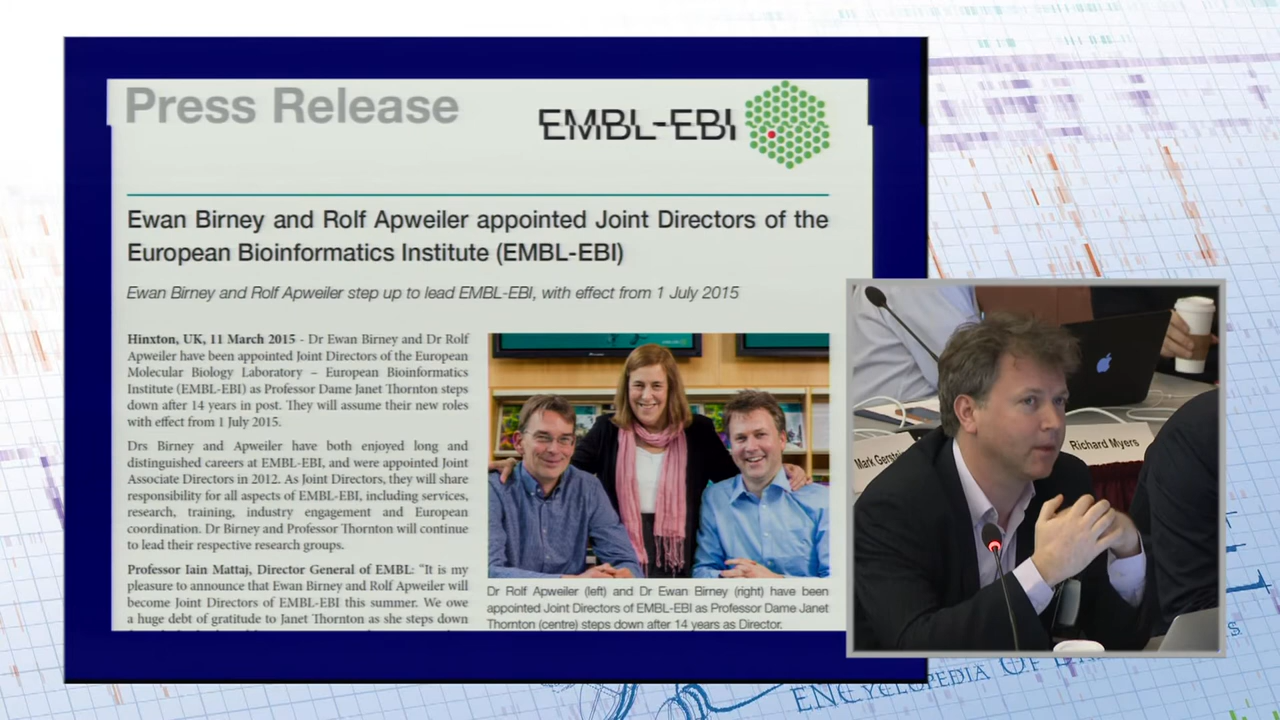 Press Release
EMBL-EBI
Ewan Birney and Rolf Apweiler appointed Joint Directors of the
European Bioinformatics Institute (EMBL-EBI)
Ewan Birney and Rolf Apweiler step up to lead EMBL-EBI, with effect from 1 July 2015
Hinxton, UK, 11 March 2015 - Dr Ewan Birney and Dr Rolf
Apweiler have been appointed Joint Directors of the European
Molecular Biology Laboratory – European Bioinformatics
Institute (EMBL-EBI) as Professor Dame Janet Thornton steps
down after 14 years in post. They will assume their new roles
with effect from 1 July 2015.
Drs Birney and Apweiler have both enjoyed long and
distinguished careers at EMBL-EBI, and were appointed Joint
Associate Directors in 2012. As Joint Directors, they will share
responsibility for all aspects of EMBL-EBI, including services,
research, training, industry engagement and European
coordination. Dr Birney and Professor Thornton will continue
to lead their respective research groups.
Professor Iain Mattaj, Director General of EMBL: "It is my
pleasure to announce that Ewan Birney and Rolf Apweiler will
become Joint Directors of EMBL-EBI this summer. We owe
a huge debt of gratitude to Janet Thornton as she steps down
Dr Rolf Apweiler (left) and Dr Ewan Birney (right) have been
appointed Joint Directors of EMBL-EBI as Professor Dame Janet
Thornton (centre) steps down after 14 years as Director.
Mark
Richard Myers
ENCYCLOPEDIA OF